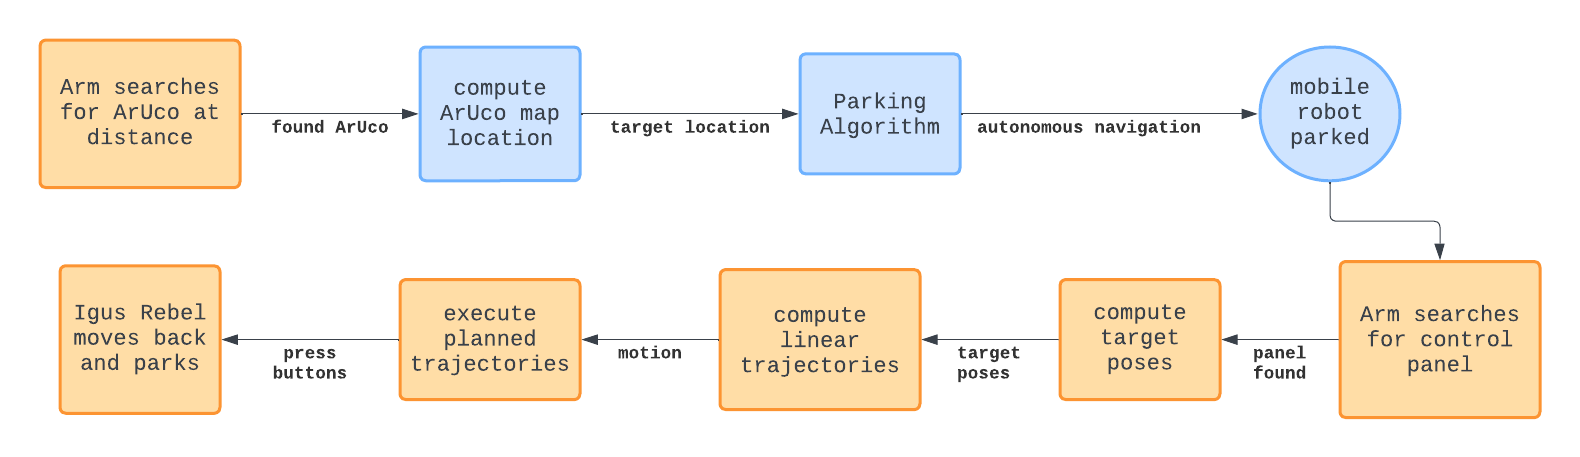 Arm searches
for ArUco at
distance
found ArUco
compute
ArUco map
location
target location
Parking
Algorithm
autonomous navigation
mobile
robot
parked
Arm searches
for control
panel
panel
found
compute
target
poses
target
poses
compute
linear
trajectories
motion
execute
planned
trajectories
press
buttons
Igus Rebel
moves back
and parks